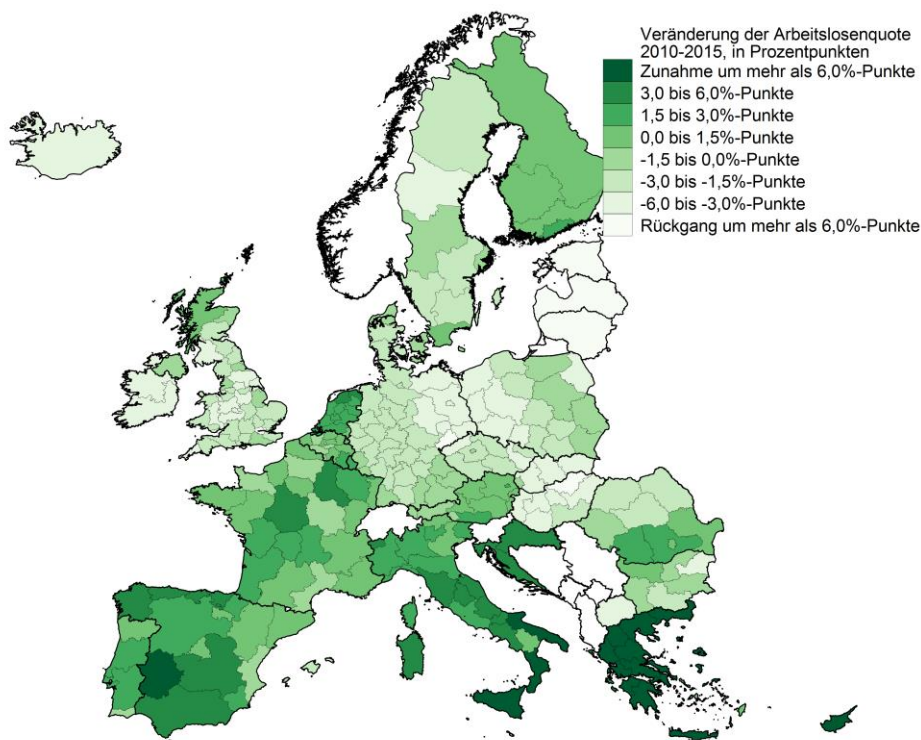 Veränderung der Arbeitslosenquote
2010-2015, in Prozentpunkten
Zunahme um mehr als 6,0%-Punkte
3,0 bis 6,0%-Punkte
1,5 bis 3,0%-Punkte
0,0 bis 1,5%-Punkte
-1,5 bis 0,0%-Punkte
-3,0 bis -1,5%-Punkte
-6,0 bis -3,0%-Punkte
Rückgang um mehr als 6,0%-Punkte